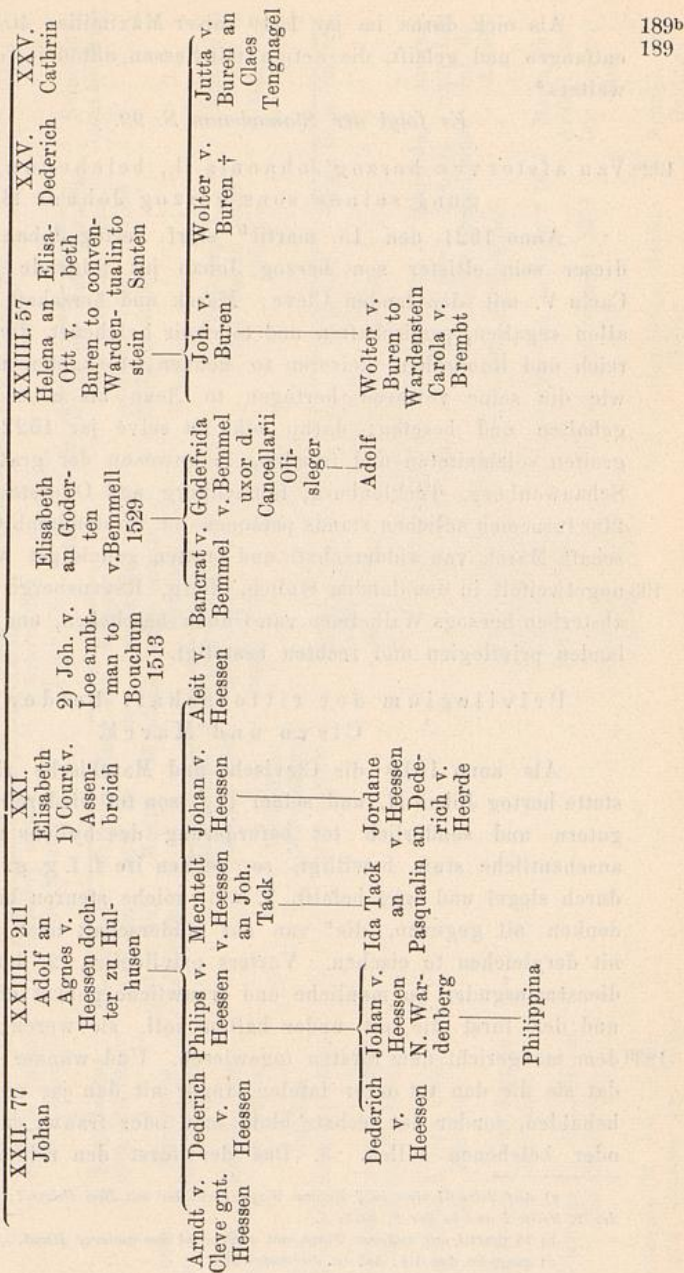 189b
189
XXII. 77
Johan
XXIII. 211
Adolf an
Agnes v.
Heessen doch-
ter zu Hul-
husen
XXI.
Elisabeth
1) Court v.
Assen-
broich
2) Joh. v.
Loe ambt-
man to
Bouchum
1513
Elisabeth
an Goder-
ten
v.Bemmell
1529
XXIIII. 57
Helena an
Ott v.
Buren to
Warden-
stein
Elisa-
beth
conven-
tualin to
Santen
XXV.
Dederich
XXV.
Cathrin
Arndt v.
Cleve gnt.
Heessen
Dederich
v.
Heessen
Philips v.
Heessen
Mechtelt
v. Heessen
an Joh.
Tack
Johan v.
Heessen
Aleit v.
Heessen
Bancrat v.
Bemmel
Godefrida
v. Bemmel
uxor d.
Cancellarii
Oli-
sleger
Joh. v.
Buren
Wolter v.
Buren †
Jutta v.
Buren an
Claes
Tengnagel
Dederich
v.
Heessen
Johan v.
Heessen
N. War-
denberg
Ida Tack
an
Pasqualin
Jordane
v. Heessen
an Dede-
rich v.
Heerde
Adolf
Wolter v.
Buren to
Wardenstein
Carola v.
Brembt
Philippina